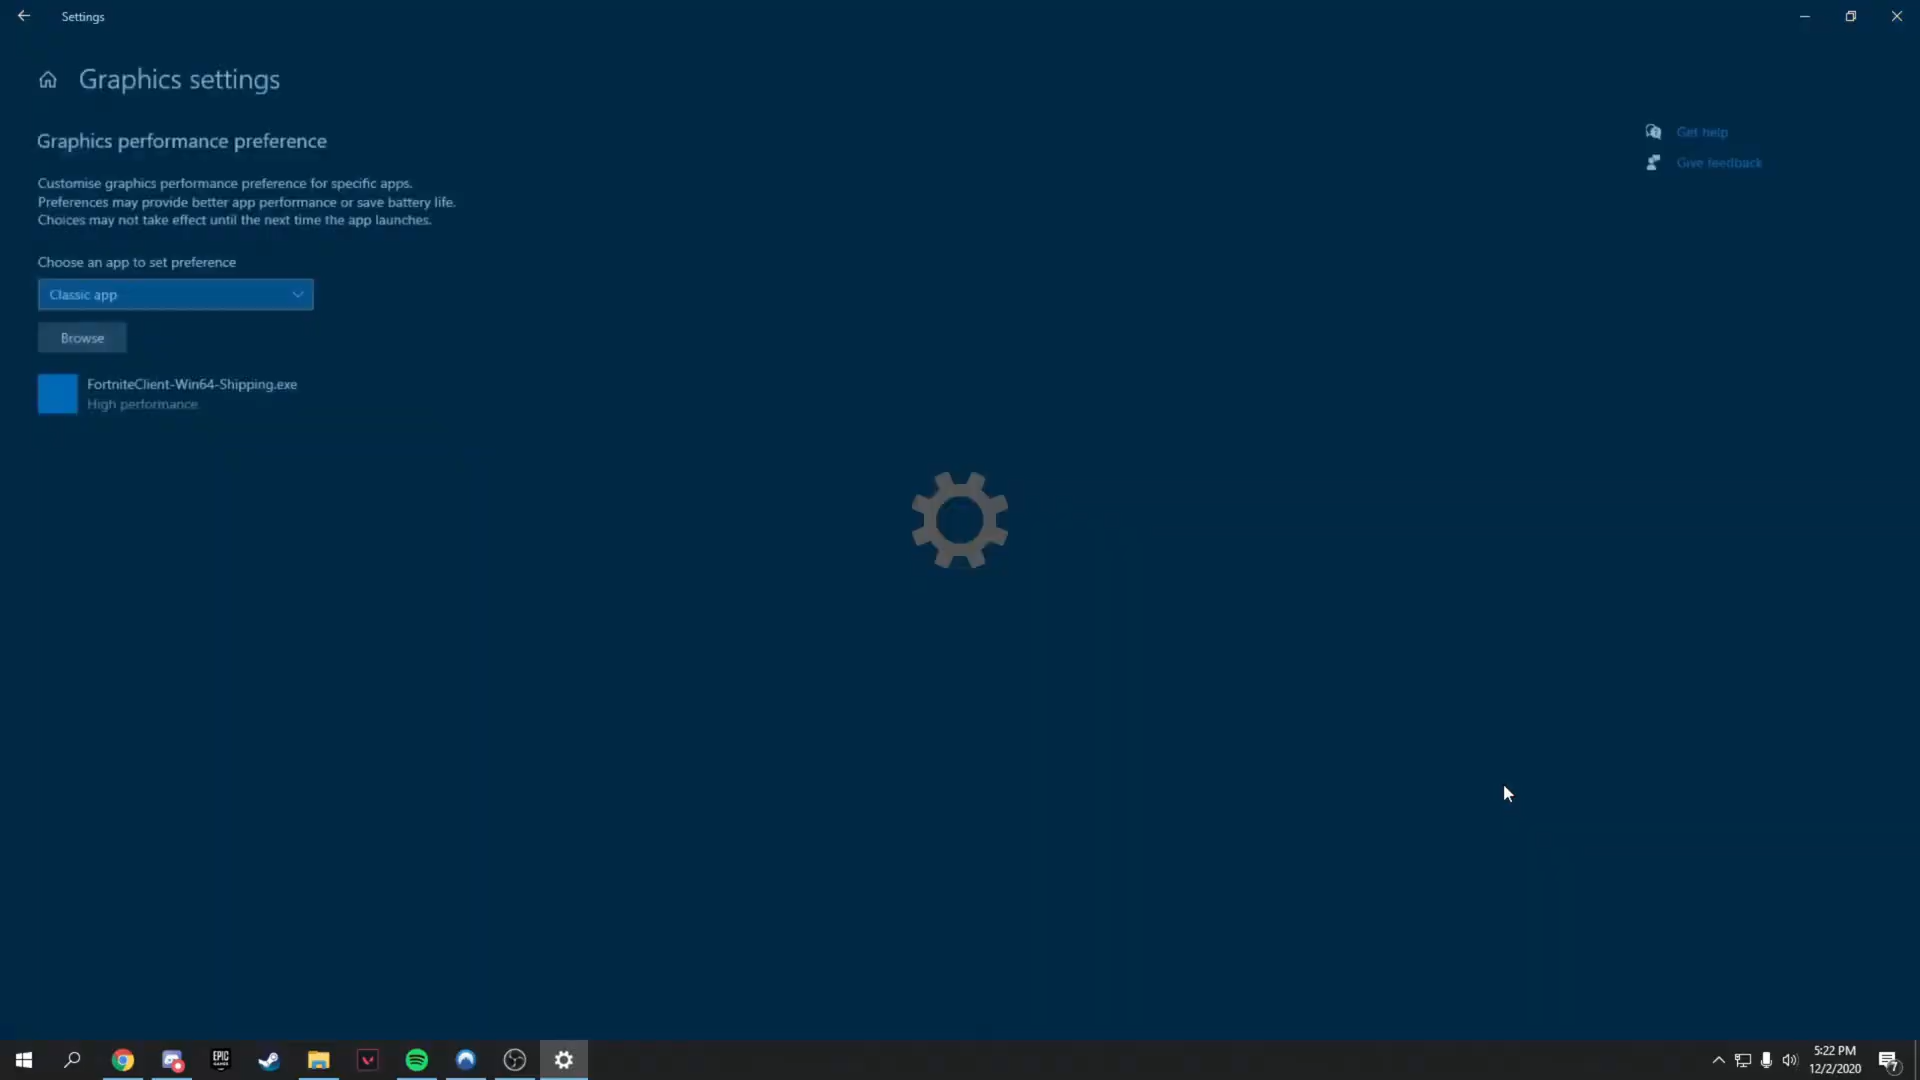 Settings
Graphics settings
Graphics performance preference
Customise graphics performance preference for specific apps.
Preferences may provide better app performance or save battery life.
Choices may not take effect until the next time the app launches.
Choose an app to set preference
Classic app
Browse
FortniteClient-Win64-Shipping.exe
High performance
Get help
Give feedback
EPIC
GAMES
5:22 PM
12/2/2020
7